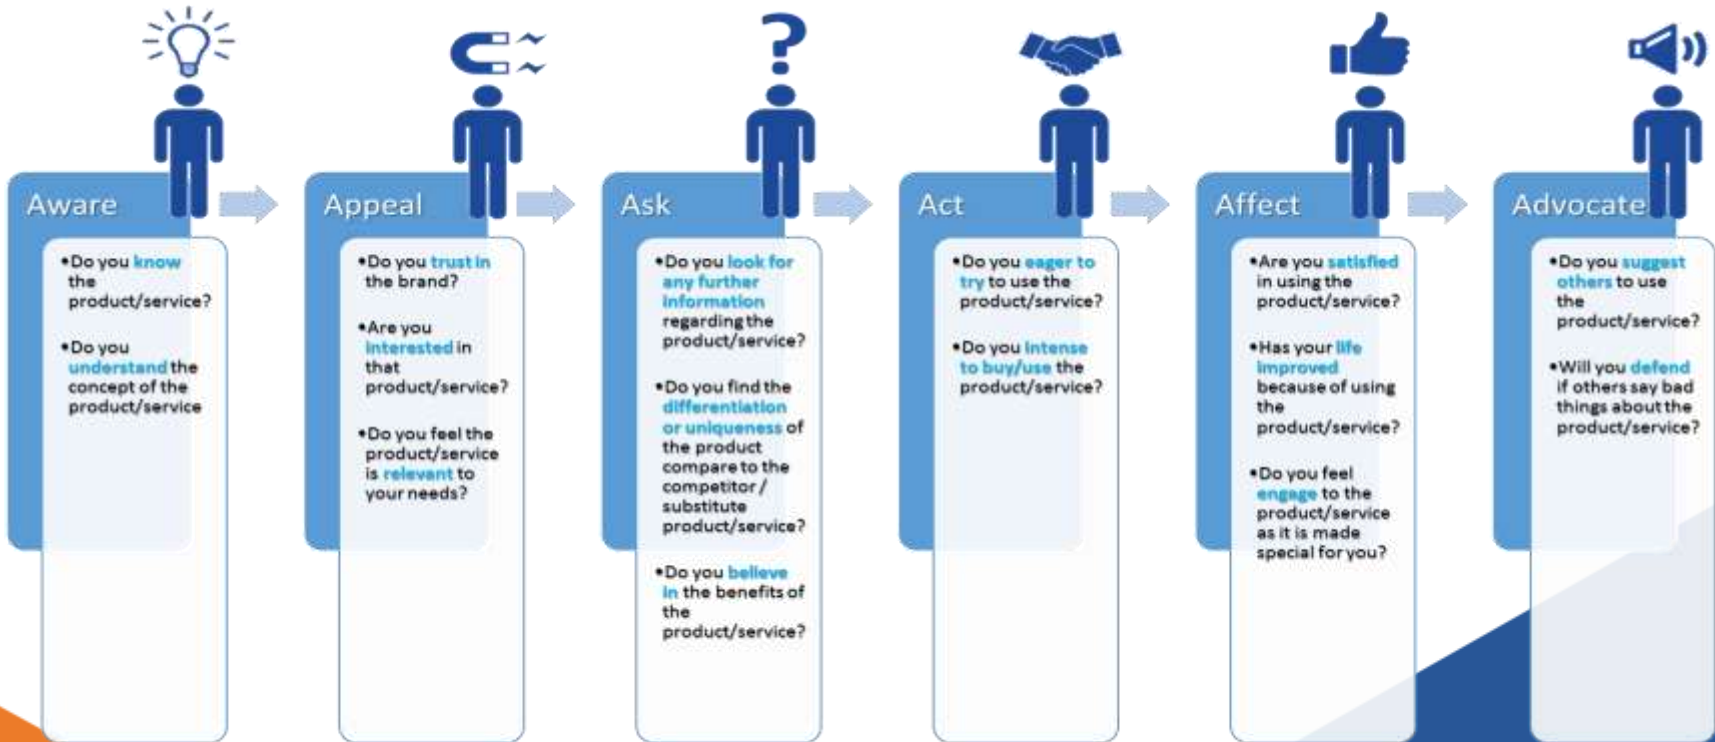 Aware
•Do you know
the
product/service?
•Do you
understand the
concept of the
product/service
Appeal
•Do you trust in
the brand?
•Are you
interested in
that
product/service?
•Do you feel the
product/service
is relevant to
your needs?
Ask
•Do you look for
any further
information
regarding the
product/service?
•Do you find the
differentiation
or uniqueness of
the product
compare to the
competitor /
substitute
product/service?
•Do you believe
in the benefits of
the
product/service?
Act
•Do you eager to
try to use the
product/service?
•Do you intense
to buy/use the
product/service?
Affect
•Are you satisfied
in using the
product/service?
•Has your life
improved
because of using
the
product/service?
•Do you feel
engage to the
product/service
as it is made
special for you?
Advocate
•Do you suggest
others to use
the
product/service?
•Will you defend
if others say bad
things about the
product/service?